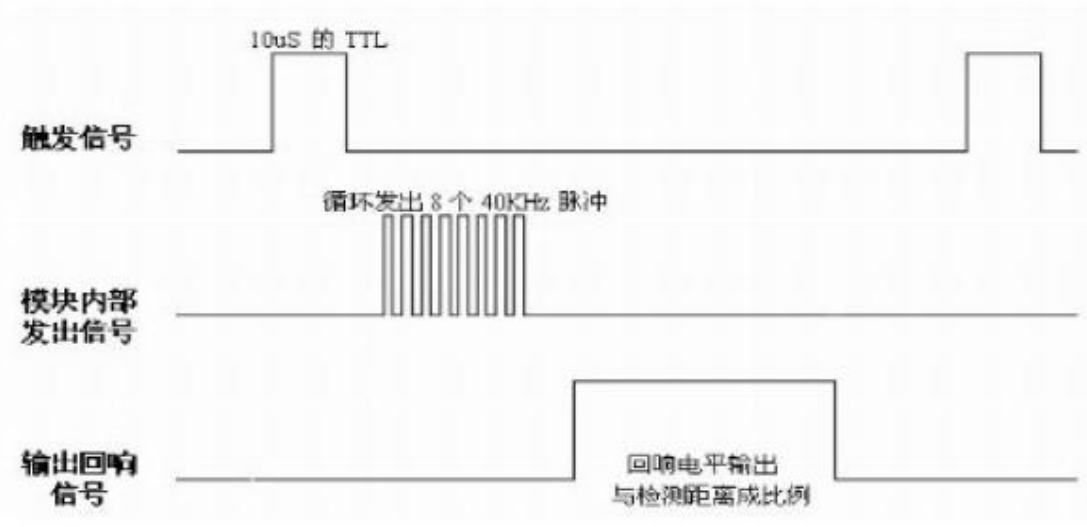 10uS 的 TTL
触发信号
循环发出 8 个 40KHz 脉冲
模块内部
发出信号
输出回响
信号
回响电平输出
与检测距离成比例